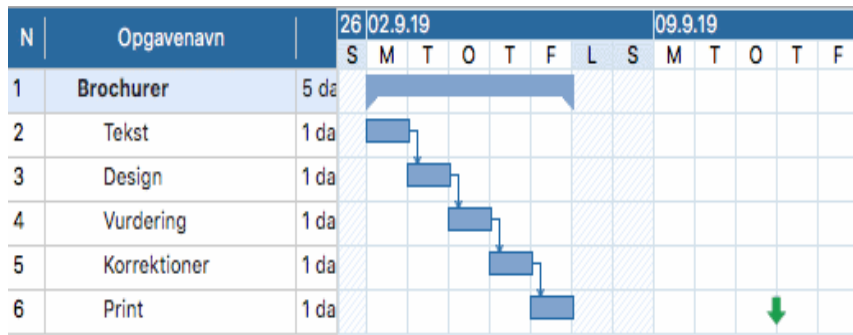 N Opgavenavn 26 02.9.19 09.9.19
S M T O T F L S M T O T F
1 Brochurer 5 da
2 Tekst 1 da
3 Design 1 da
4 Vurdering 1 da
5 Korrektioner 1 da
6 Print 1 da